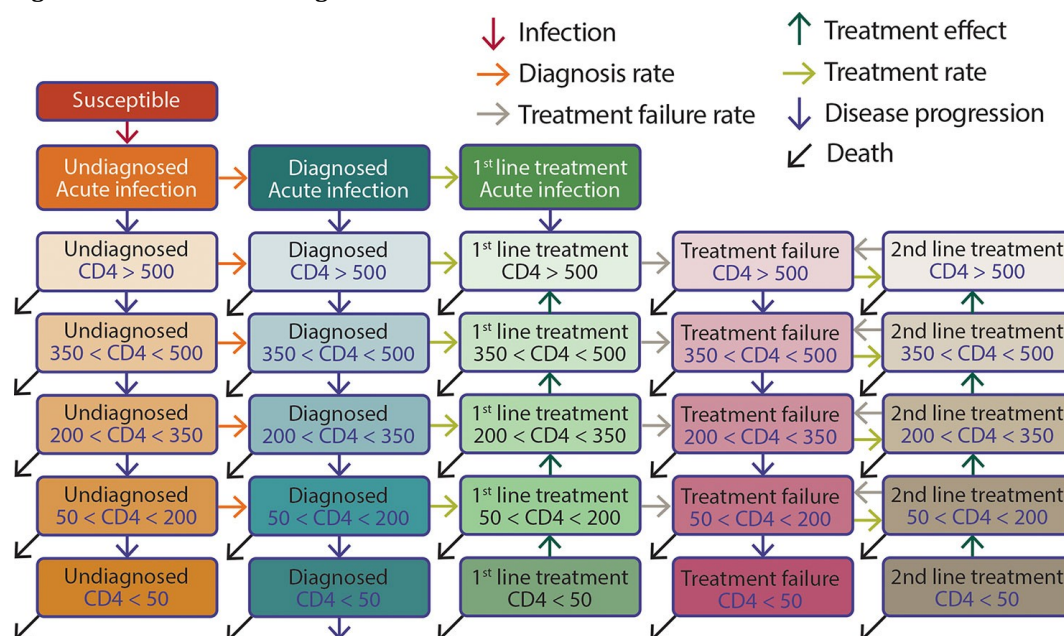 Infection
Diagnosis rate
Treatment failure rate
Treatment effect
Treatment rate
Disease progression
Death
Susceptible
Undiagnosed
Acute infection
Diagnosed
Acute infection
1st line treatment
Acute infection
Undiagnosed
CD4 > 500
Diagnosed
CD4 > 500
1st line treatment
CD4 > 500
Treatment failure
CD4 > 500
2nd line treatment
CD4 > 500
Undiagnosed
350 < CD4 < 500
Diagnosed
350 < CD4 < 500
1st line treatment
350 < CD4 < 500
Treatment failure
350 < CD4 < 500
2nd line treatment
350 < CD4 < 500
Undiagnosed
200 < CD4 < 350
Diagnosed
200 < CD4 < 350
1st line treatment
200 < CD4 < 350
Treatment failure
200 < CD4 < 350
2nd line treatment
200 < CD4 < 350
Undiagnosed
50 < CD4 < 200
Diagnosed
50 < CD4 < 200
1st line treatment
50 < CD4 < 200
Treatment failure
50 < CD4 < 200
2nd line treatment
50 < CD4 < 200
Undiagnosed
CD4 < 50
Diagnosed
CD4 < 50
1st line treatment
CD4 < 50
Treatment failure
CD4 < 50
2nd line treatment
CD4 < 50